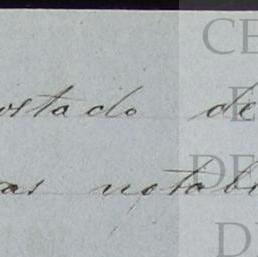 ostado de
as notab